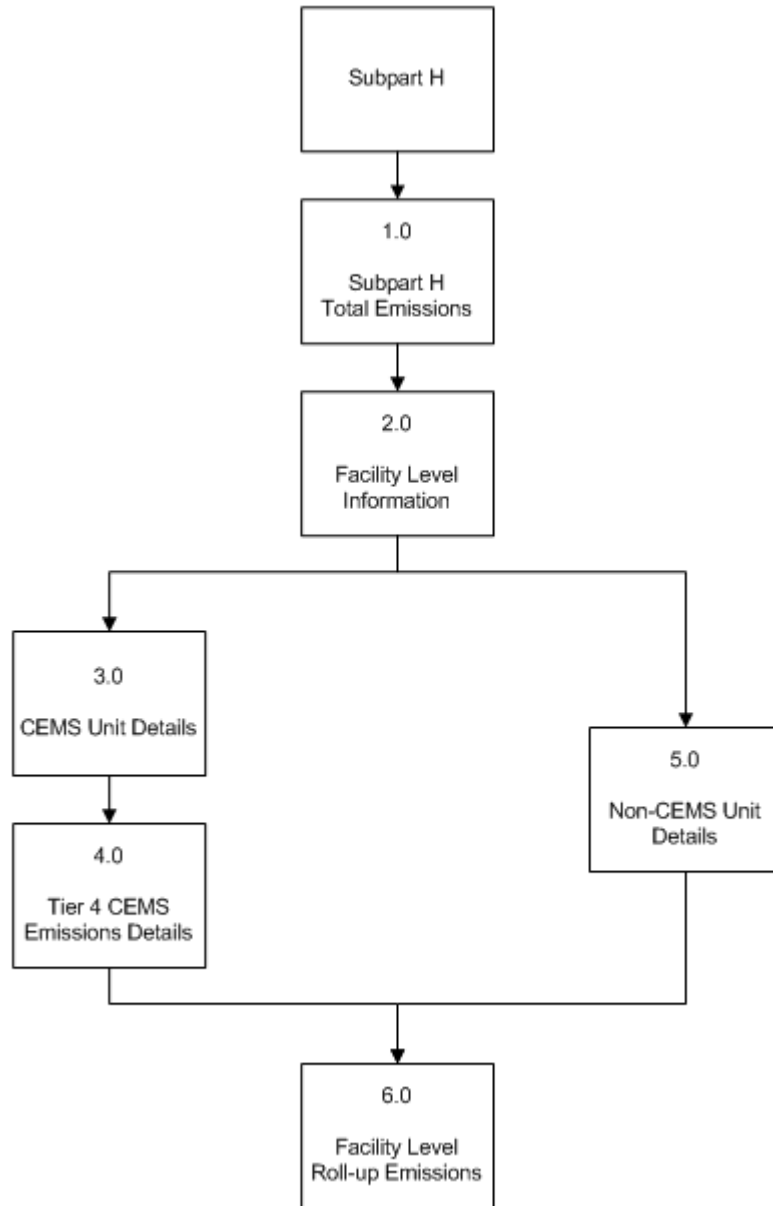 Subpart H
1.0
Subpart H
Total Emissions
2.0
Facility Level
Information
3.0
CEMS Unit Details
4.0
Tier 4 CEMS
Emissions Details
5.0
Non-CEMS Unit
Details
6.0
Facility Level
Roll-up Emissions